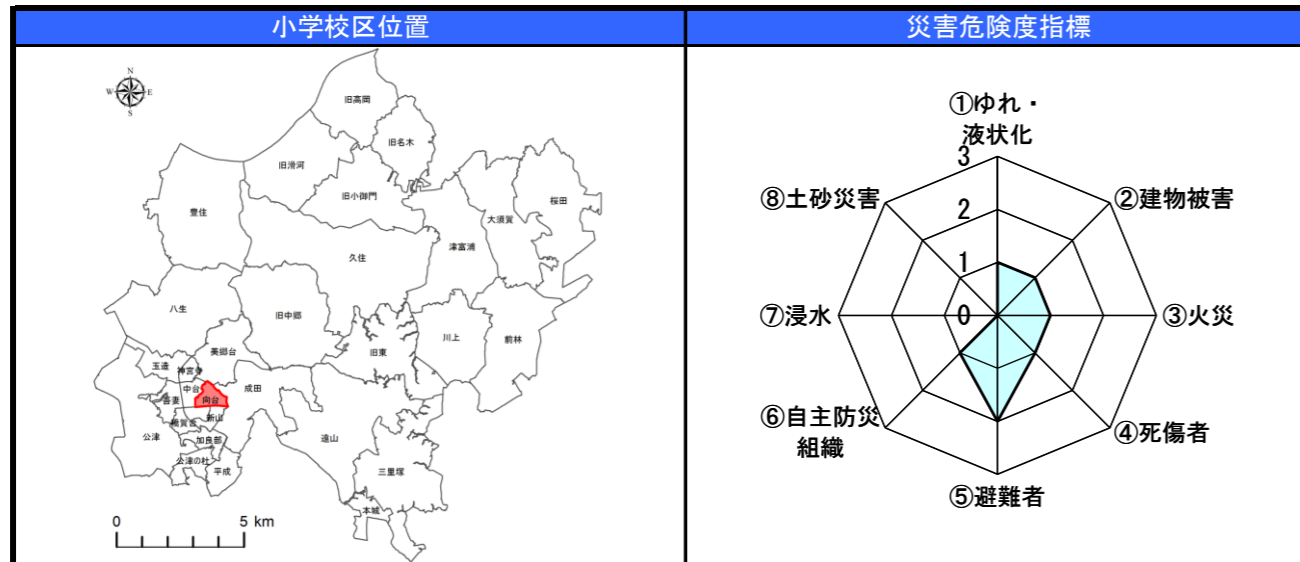 小学校区位置
災害危険度指標
N
W
E
S
旧高岡
旧名木
旧滑河
旧小御門
桜田
大須賀
豊住
津富浦
久住
八生
旧中郷
川上
前林
旧東
美郷台
玉造
神宮寺
中台
成田
吾妻
向台
新山
橋賀台
公津
加良部
遠山
公津の杜
平成
三里塚
本城
0
5 km
①ゆれ・
液状化
3
2
1
0
②建物被害
③火災
④死傷者
⑤避難者
⑥自主防災
組織
⑦浸水
⑧土砂災害